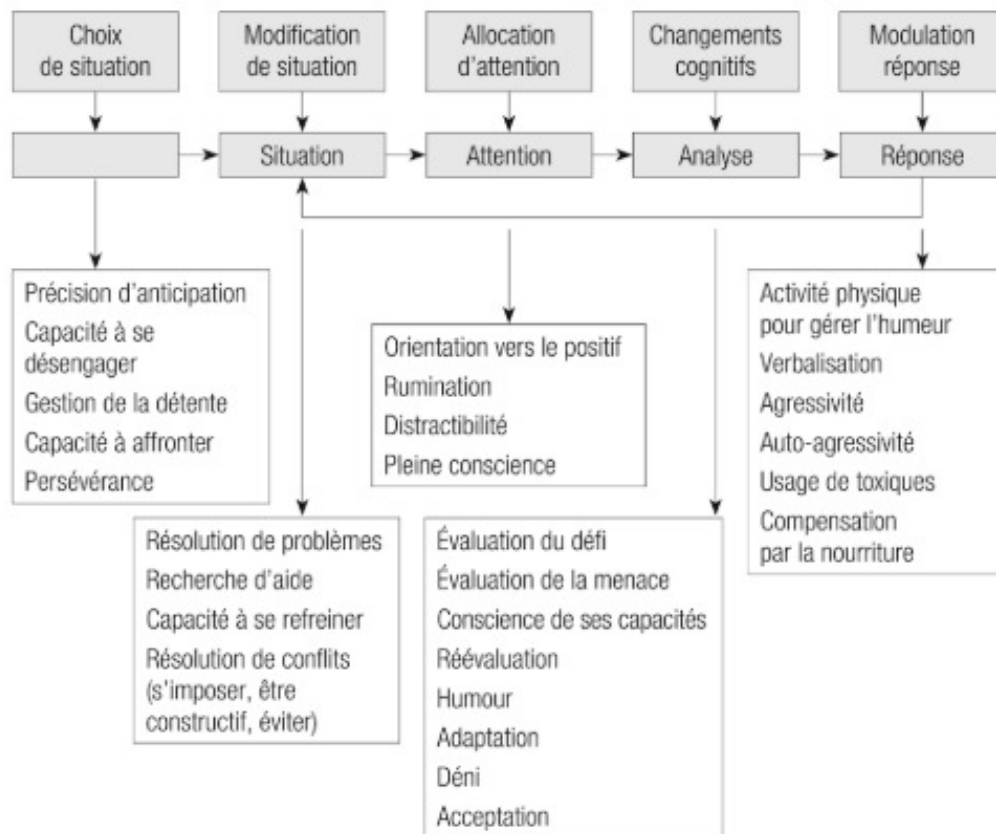 Choix
de situation
Modification
de situation
Allocation
d'attention
Changements
cognitifs
Modulation
réponse
Situation
Attention
Analyse
Réponse
Précision d'anticipation
Capacité à se
désengager
Gestion de la détente
Capacité à affronter
Persévérance
Résolution de problèmes
Recherche d'aide
Capacité à se refreiner
Résolution de conflits
(s'imposer, être
constructif, éviter)
Orientation vers le positif
Rumination
Distractibilité
Pleine conscience
Évaluation du défi
Évaluation de la menace
Conscience de ses capacités
Réévaluation
Humour
Adaptation
Déni
Acceptation
Activité physique
pour gérer l'humeur
Verbalisation
Agressivité
Auto-agressivité
Usage de toxiques
Compensation
par la nourriture